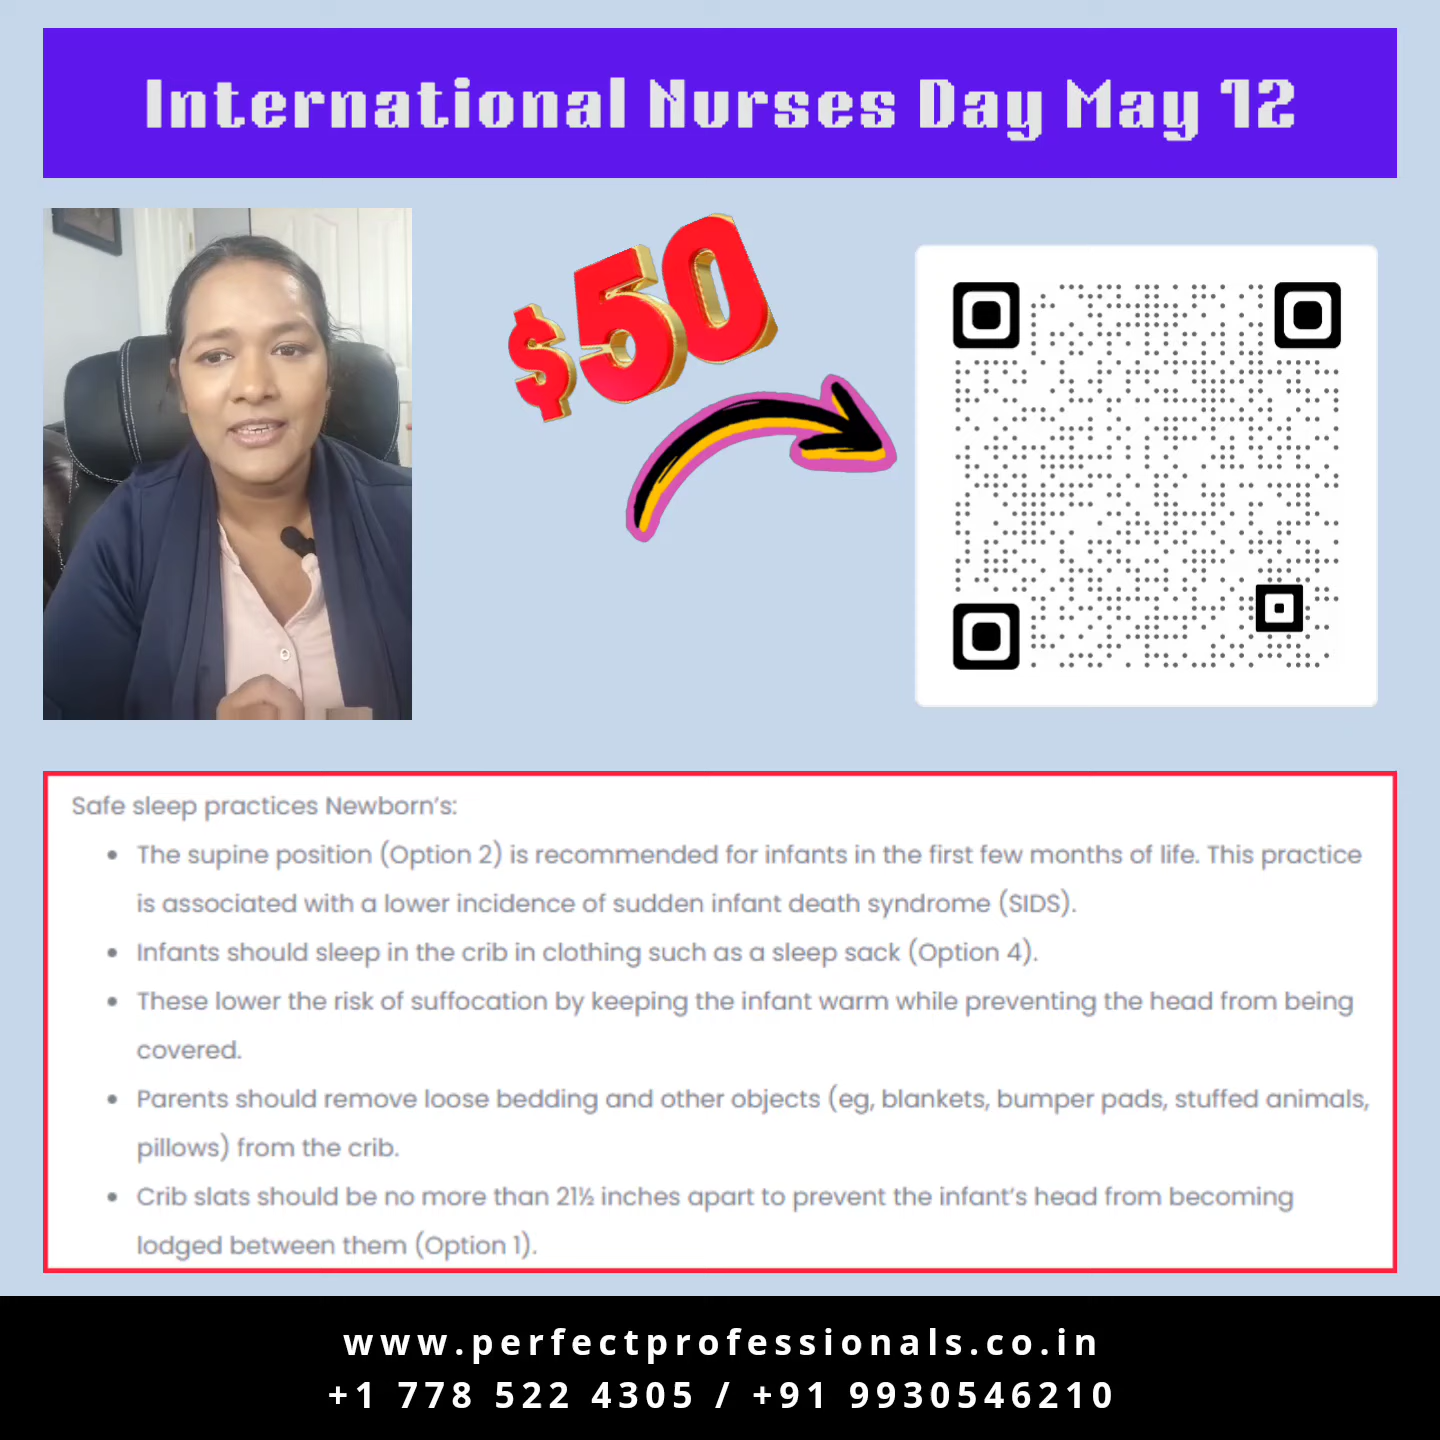 International Nurses Day May 12
$50
Safe sleep practices Newborn's:
• The supine position (Option 2) is recommended for infants in the first few months of life. This practice
is associated with a lower incidence of sudden infant death syndrome (SIDS).
• Infants should sleep in the crib in clothing such as a sleep sack (Option 4).
• These lower the risk of suffocation by keeping the infant warm while preventing the head from being
covered.
• Parents should remove loose bedding and other objects (eg, blankets, bumper pads, stuffed animals,
pillows) from the crib.
• Crib slats should be no more than 21½ inches apart to prevent the infant's head from becoming
lodged between them (Option 1).
www.perfectprofessionals.co.in
+1 778 522 4305 / +91 9930546210